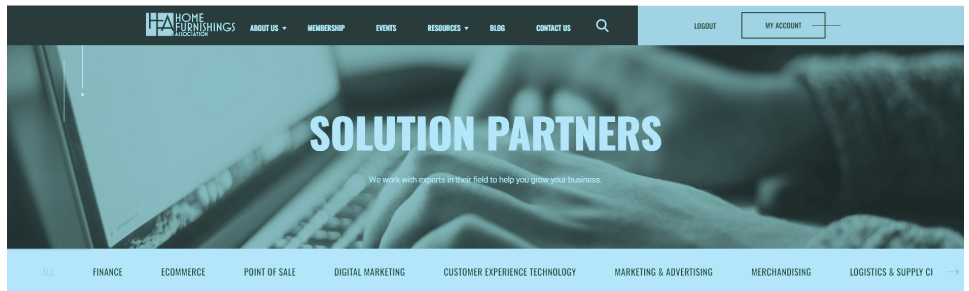 HOME
FURNISHINGS
ASSOCIATION
ABOUT US
MEMBERSHIP
EVENTS
RESOURCES
BLOG
CONTACT US
LOGOUT
MY ACCOUNT
SOLUTION PARTNERS
We work with experts in their field to help you grow your business.
ALL
FINANCE
ECOMMERCE
POINT OF SALE
DIGITAL MARKETING
CUSTOMER EXPERIENCE TECHNOLOGY
MARKETING & ADVERTISING
MERCHANDISING
LOGISTICS & SUPPLY CI